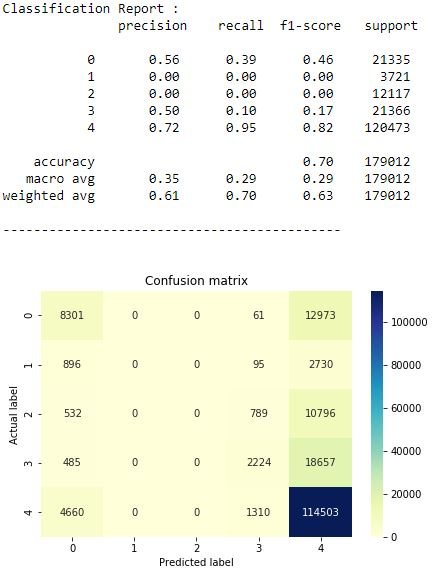 Classification Report :
precision recall f1-score support
0 0.56 0.39 0.46 21335
1 0.00 0.00 0.00 3721
2 0.00 0.00 0.00 12117
3 0.50 0.10 0.17 21366
4 0.72 0.95 0.82 120473
accuracy 0.70 179012
macro avg 0.35 0.29 0.29 179012
weighted avg 0.61 0.70 0.63 179012
-------------------------------------------
Confusion matrix
0 8301 0 0 61 12973
1 896 0 0 95 2730
2 532 0 0 789 10796
3 485 0 0 2224 18657
4 4660 0 0 1310 114503
0 1 2 3 4
Actual label
Predicted label
100000
80000
60000
40000
20000
0